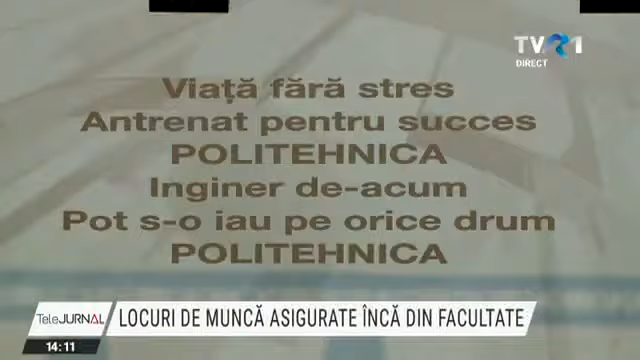 TVR1
DIRECT
Viață fără stres
Antrenat pentru succes
POLITEHNICA
Inginer de-acum
Pot s-o iau pe orice drum
POLITEHNICA
TeleJURNAL
LOCURI DE MUNCĂ ASIGURATE ÎNCĂ DIN FACULTATE
14:11